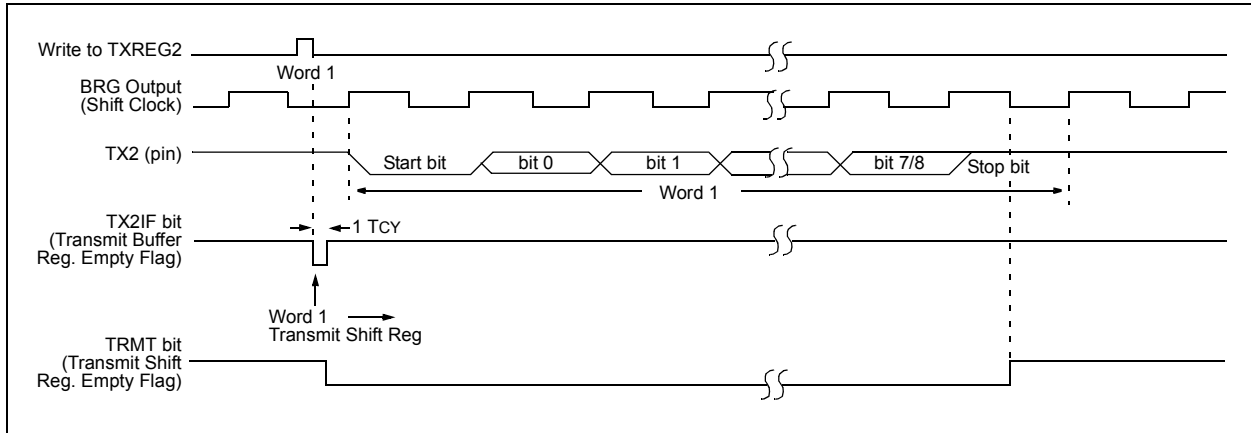 Write to TXREG2
Word 1
BRG Output
(Shift Clock)
TX2 (pin)
Start bit
bit 0
bit 1
bit 7/8
Stop bit
Word 1
TX2IF bit
(Transmit Buffer
Reg. Empty Flag)
1 TCY
Word 1
Transmit Shift Reg
TRMT bit
(Transmit Shift
Reg. Empty Flag)